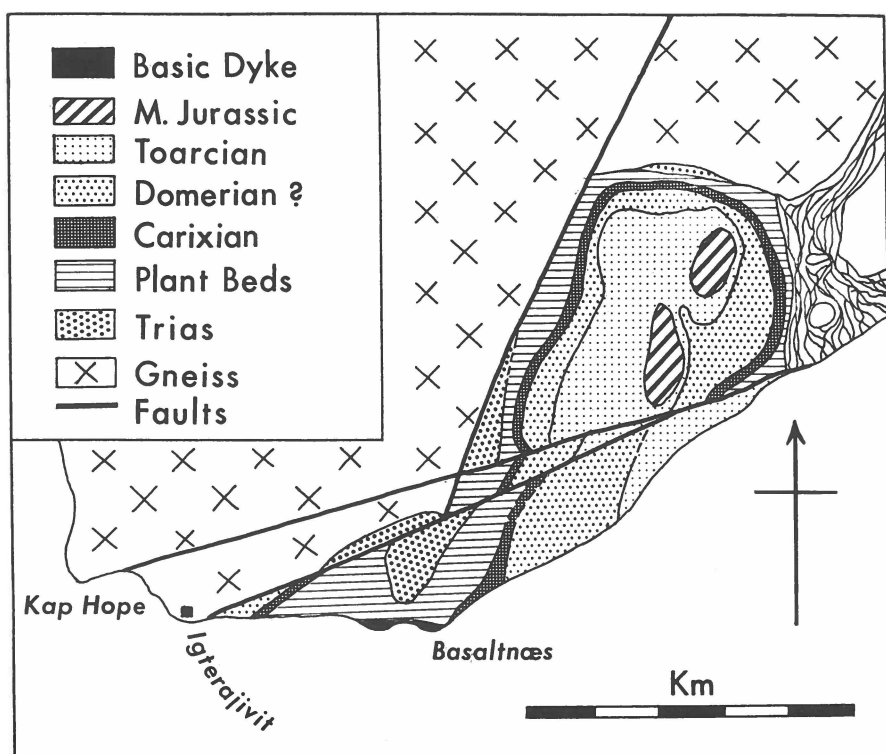 Basic Dyke
M. Jurassic
Toarcian
Domerian ?
Carixian
Plant Beds
Trias
Gneiss
Faults
Kap Hope
Igterajivit
Basaltnæs
Km